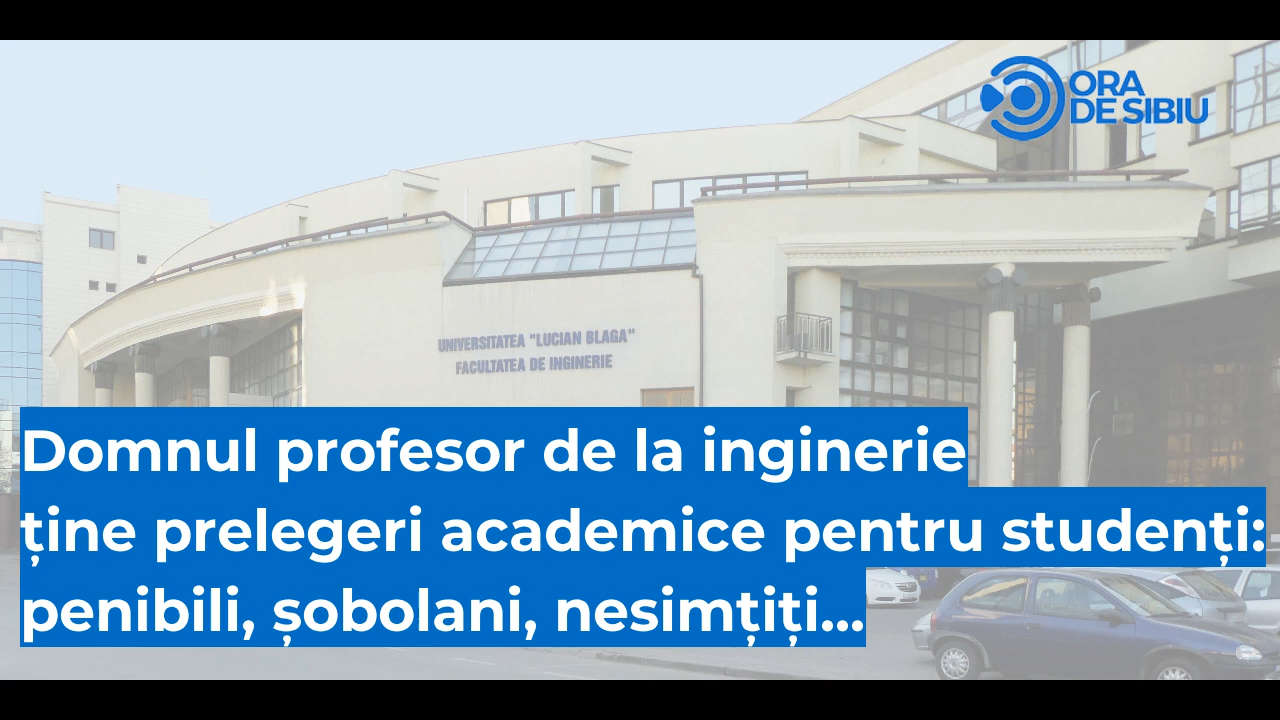 ORA
DE SIBIU
UNIVERSITATEA "LUCIAN BLAGA"
FACULTATEA DE INGINERIE
Domnul profesor de la inginerie
ține prelegeri academice pentru studenți:
penibili, șobolani, nesimțiți...